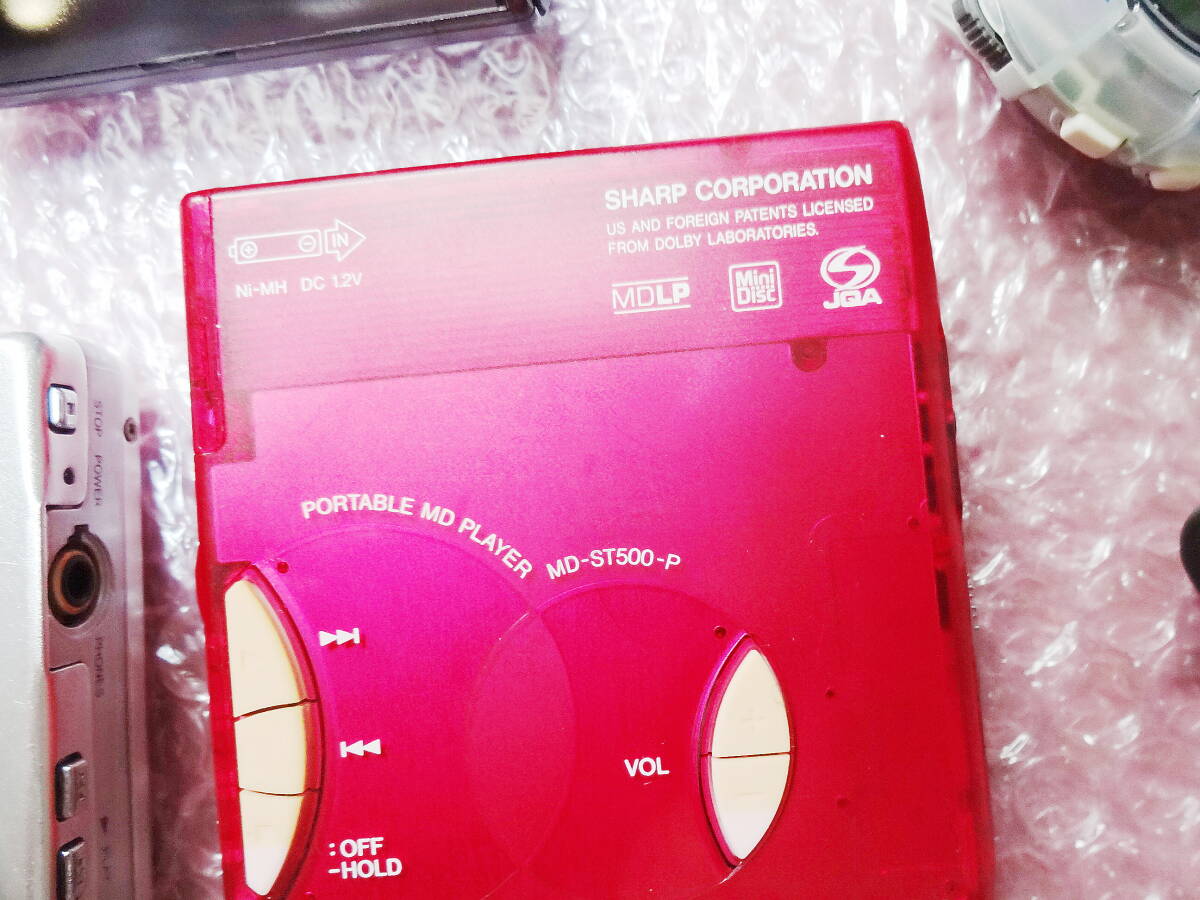 SHARP CORPORATION
US AND FOREIGN PATENTS LICENSED
FROM DOLBY LABORATORIES.
IN
Ni-MH DC 1.2V
MDLP
Mini
Disc
JQA
PORTABLE MD PLAYER
MD-ST500-P
VOL
:OFF
-HOLD
STOP
POWER
PHONES